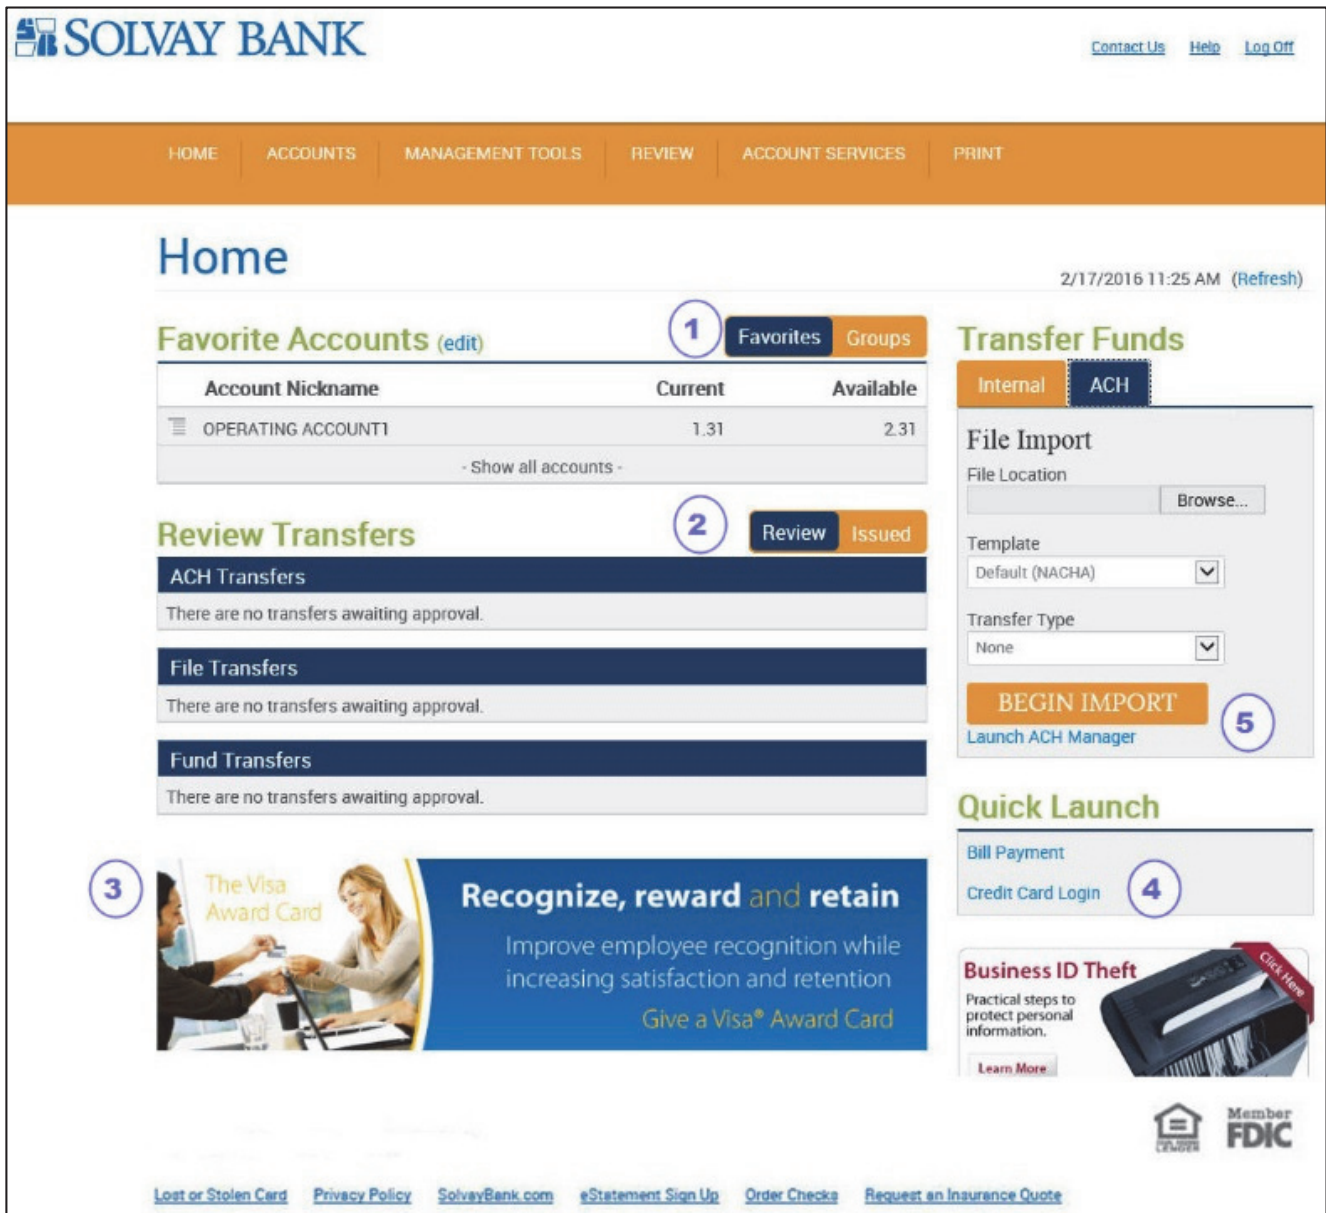 SOLVAY BANK
Contact Us Help Log Off
HOME ACCOUNTS MANAGEMENT TOOLS REVIEW ACCOUNT SERVICES PRINT
Home
2/17/2016 11:25 AM (Refresh)
Favorite Accounts (edit)
1
Favorites Groups
Account Nickname Current Available
OPERATING ACCOUNT1 1.31 2.31
- Show all accounts -
Review Transfers
2
Review Issued
ACH Transfers
There are no transfers awaiting approval.
File Transfers
There are no transfers awaiting approval.
Fund Transfers
There are no transfers awaiting approval.
3
The Visa
Award Card
Recognize, reward and retain
Improve employee recognition while
increasing satisfaction and retention
Give a Visa® Award Card
Transfer Funds
Internal ACH
File Import
File Location
Browse...
Template
Default (NACHA)
Transfer Type
None
BEGIN IMPORT
5
Launch ACH Manager
Quick Launch
Bill Payment
Credit Card Login
4
Business ID Theft
Click Here
Practical steps to
protect personal
information.
Learn More
Member
FDIC
LENDER
Lost or Stolen Card Privacy Policy SolvayBank.com eStatement Sign Up Order Checks Request an Insurance Quote